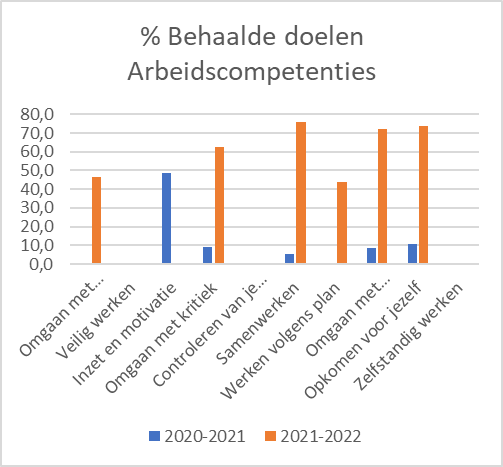 % Behaalde doelen
Arbeidscompetenties
80,0
70,0
60,0
50,0
40,0
30,0
20,0
10,0
0,0
Omgaan met...
Veilig werken
Inzet en motivatie
Omgaan met kritiek
Controleren van je...
Samenwerken
Werken volgens plan
Omgaan met...
Opkomen voor jezelf
Zelfstandig werken
2020-2021 2021-2022